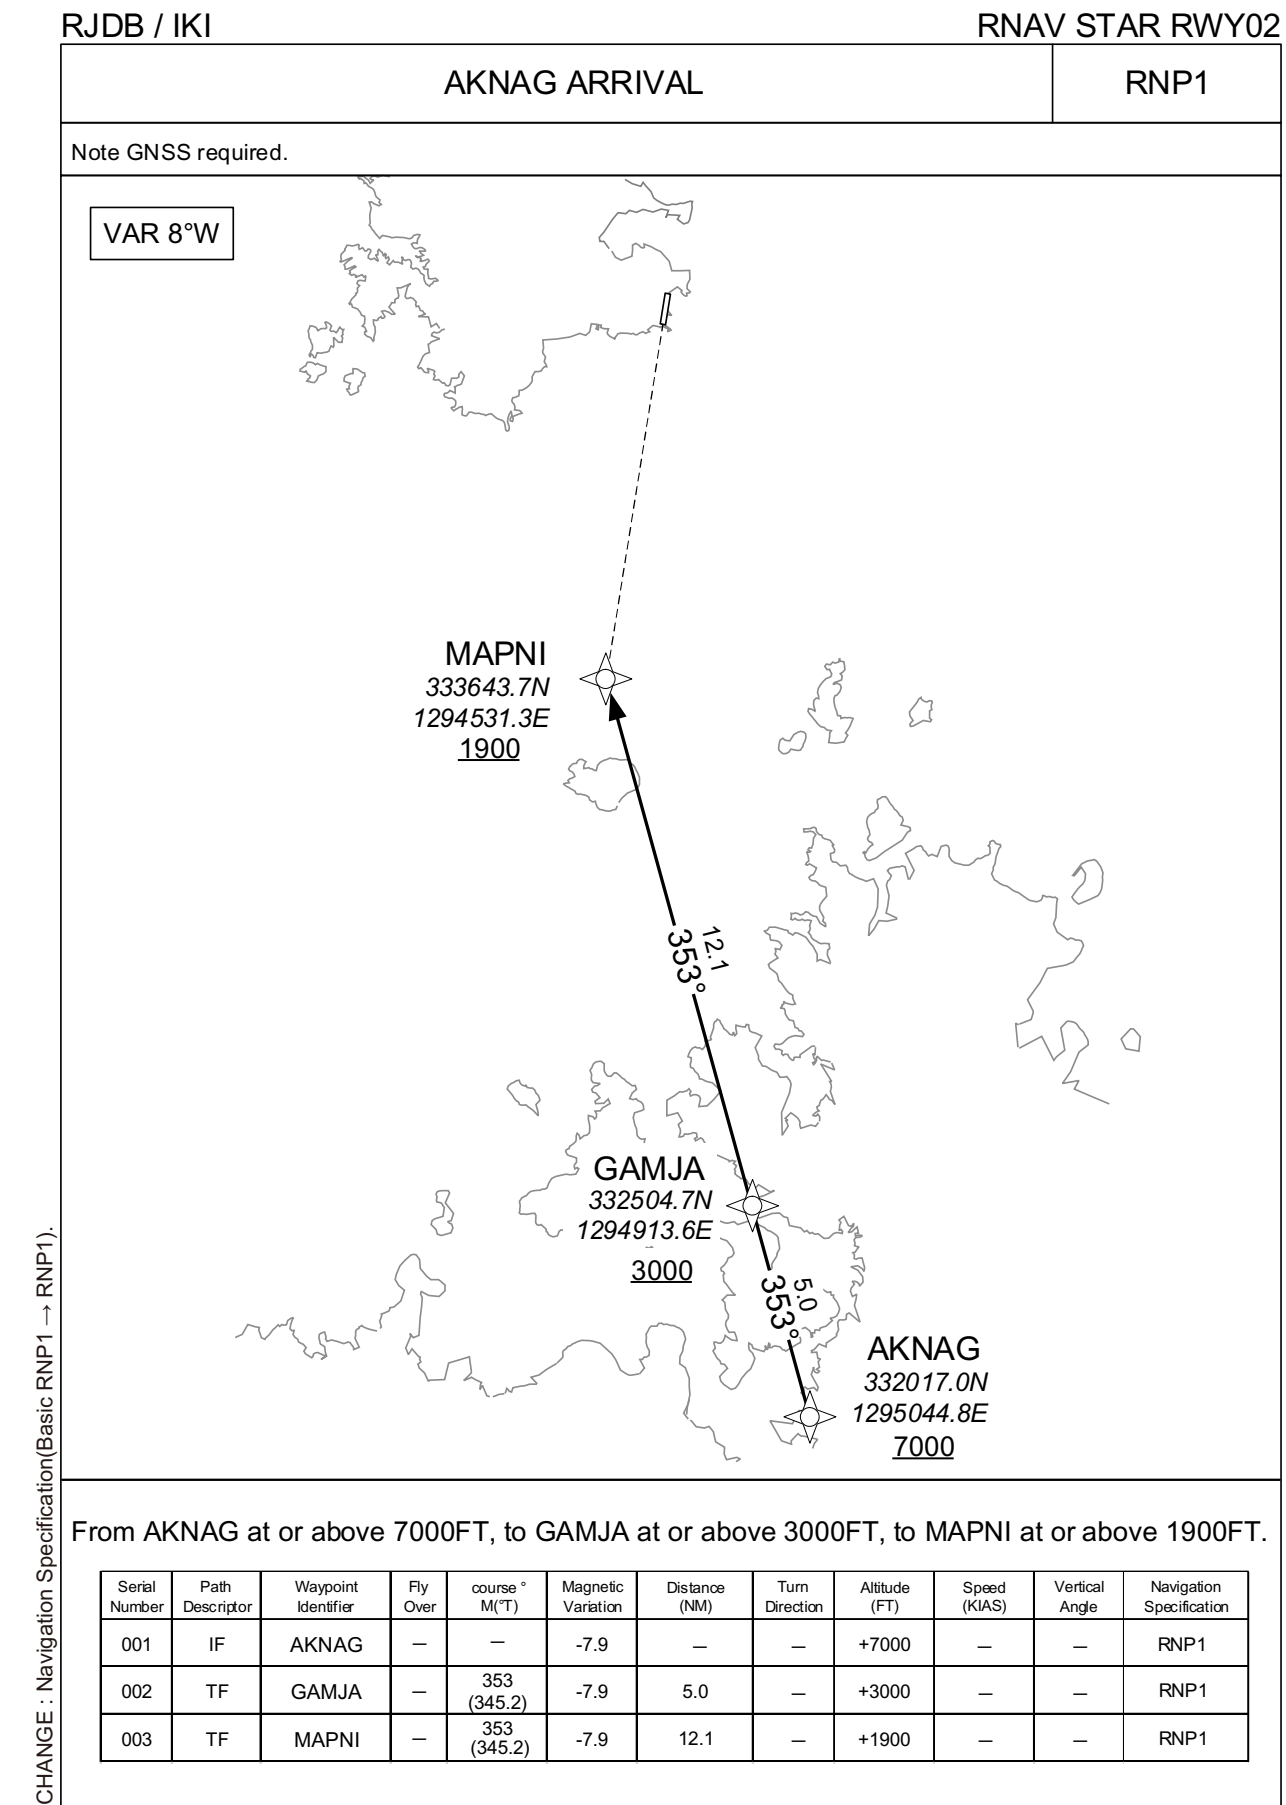 RJDB / IKI
RNAV STAR RWY02
AKNAG ARRIVAL
RNP1
Note GNSS required.
VAR 8°W
MAPNI
333643.7N
1294531.3E
1900
12.1
353°
GAMJA
332504.7N
1294913.6E
3000
5.0
353°
AKNAG
332017.0N
1295044.8E
7000
From AKNAG at or above 7000FT, to GAMJA at or above 3000FT, to MAPNI at or above 1900FT.
Serial Number Path Descriptor Waypoint Identifier Fly Over course ° M(°T) Magnetic Variation Distance (NM) Turn Direction Altitude (FT) Speed (KIAS) Vertical Angle Navigation Specification
001 IF AKNAG — — -7.9 — — +7000 — — RNP1
002 TF GAMJA — 353 (345.2) -7.9 5.0 — +3000 — — RNP1
003 TF MAPNI — 353 (345.2) -7.9 12.1 — +1900 — — RNP1
CHANGE : Navigation Specification(Basic RNP1 → RNP1).